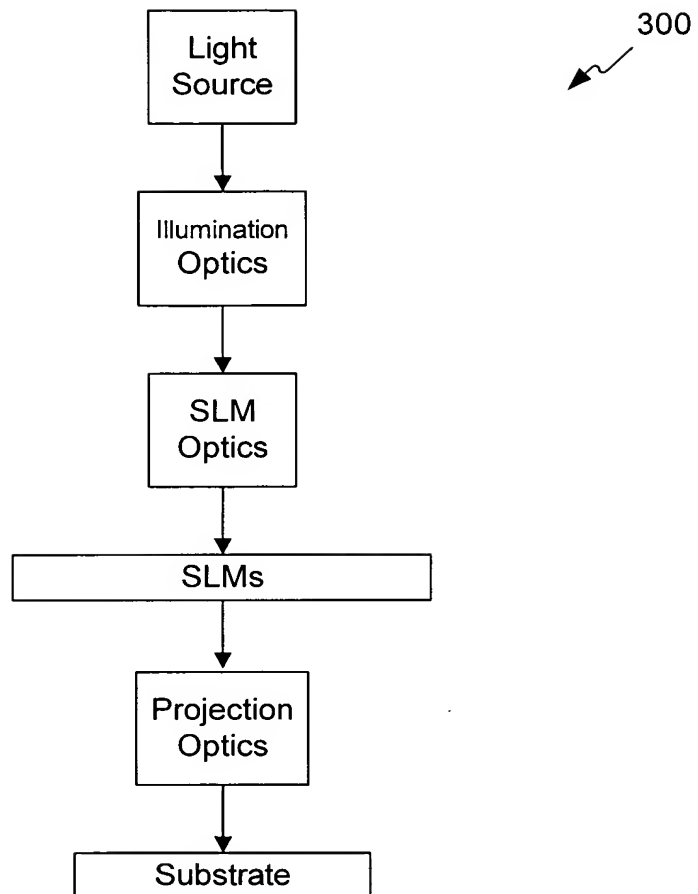 300
Light
Source
Illumination
Optics
SLM
Optics
SLMs
Projection
Optics
Substrate